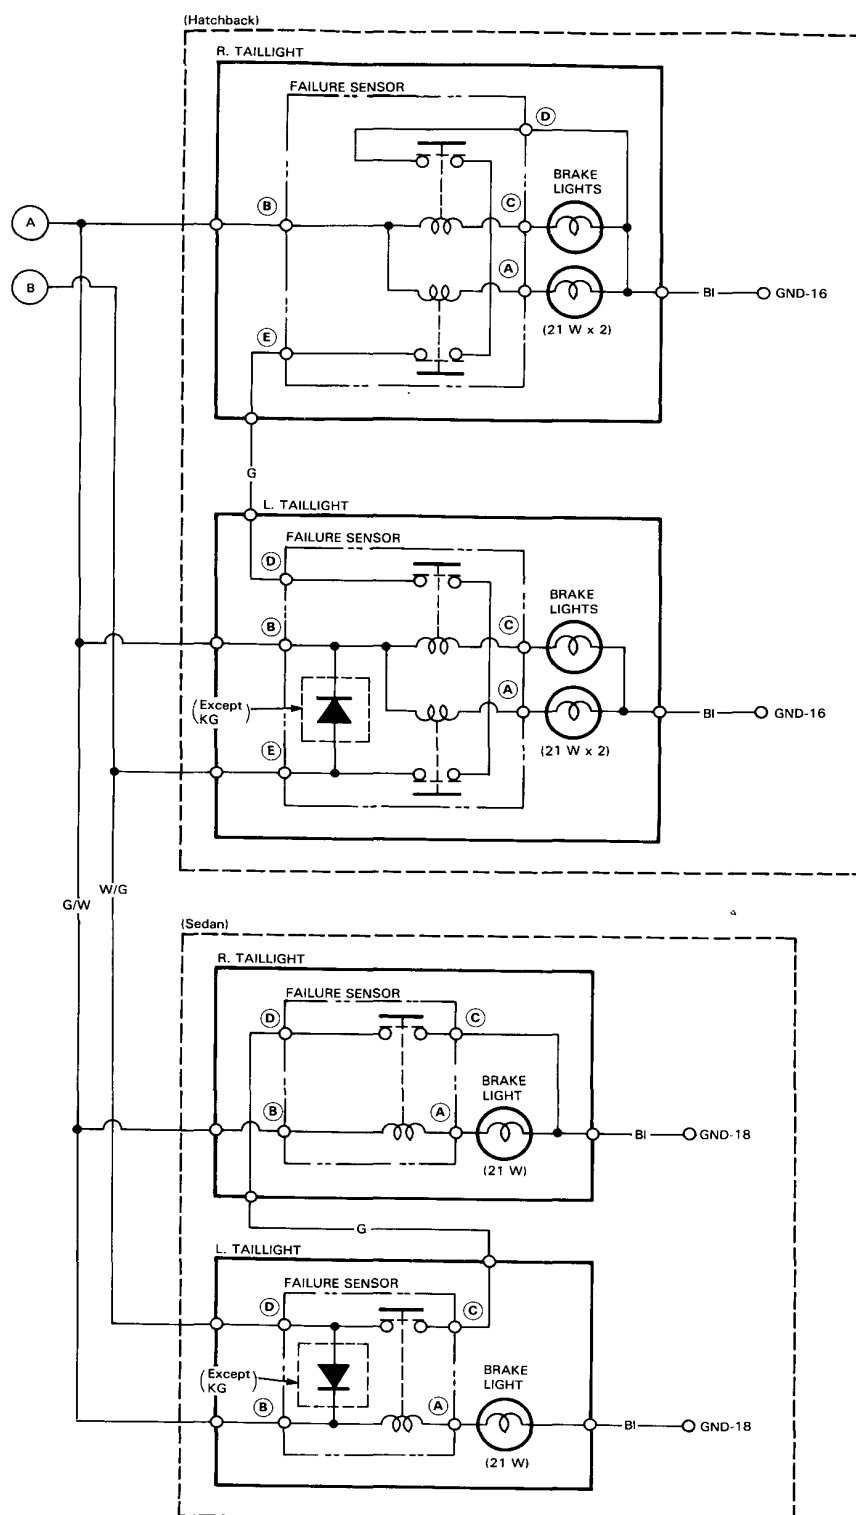 (Hatchback)
R. TAILLIGHT
FAILURE SENSOR
D
BRAKE
LIGHTS
A
B
C
B
A
BI
GND-16
(21 W x 2)
E
G
L. TAILLIGHT
FAILURE SENSOR
D
BRAKE
LIGHTS
B
C
A
(Except
KG)
BI
GND-16
E
(21 W x 2)
W/G
G/W
(Sedan)
R. TAILLIGHT
FAILURE SENSOR
D
C
BRAKE
LIGHT
B
A
BI
GND-18
(21 W)
G
L. TAILLIGHT
FAILURE SENSOR
D
C
(Except
KG)
BRAKE
LIGHT
B
A
BI
GND-18
(21 W)